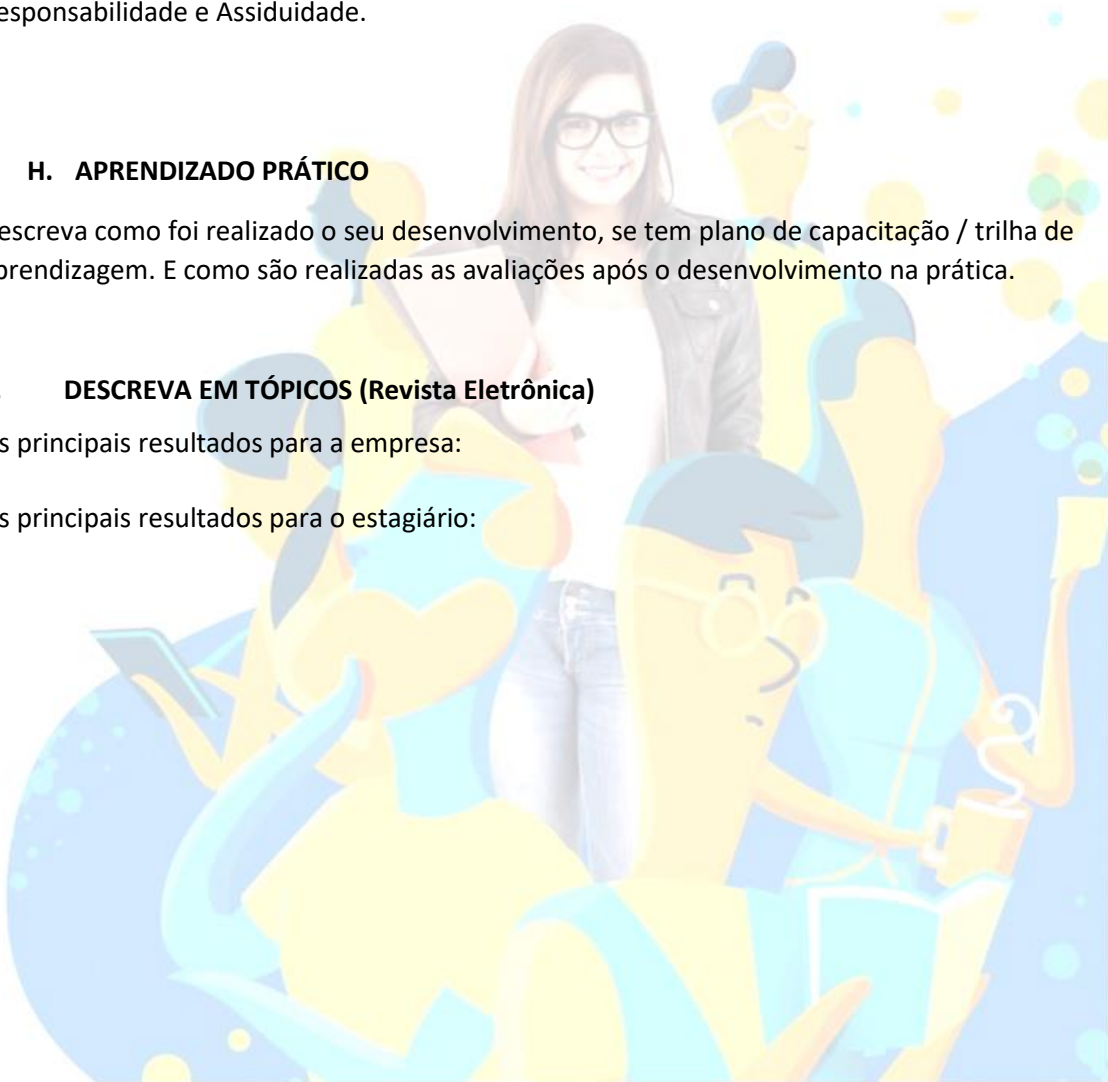 esponsabilidade e Assiduidade.
H. APRENDIZADO PRÁTICO
escreva como foi realizado o seu desenvolvimento, se tem plano de capacitação / trilha de
prendizagem. E como são realizadas as avaliações após o desenvolvimento na prática.
. DESCREVA EM TÓPICOS (Revista Eletrônica)
s principais resultados para a empresa:
s principais resultados para o estagiário: